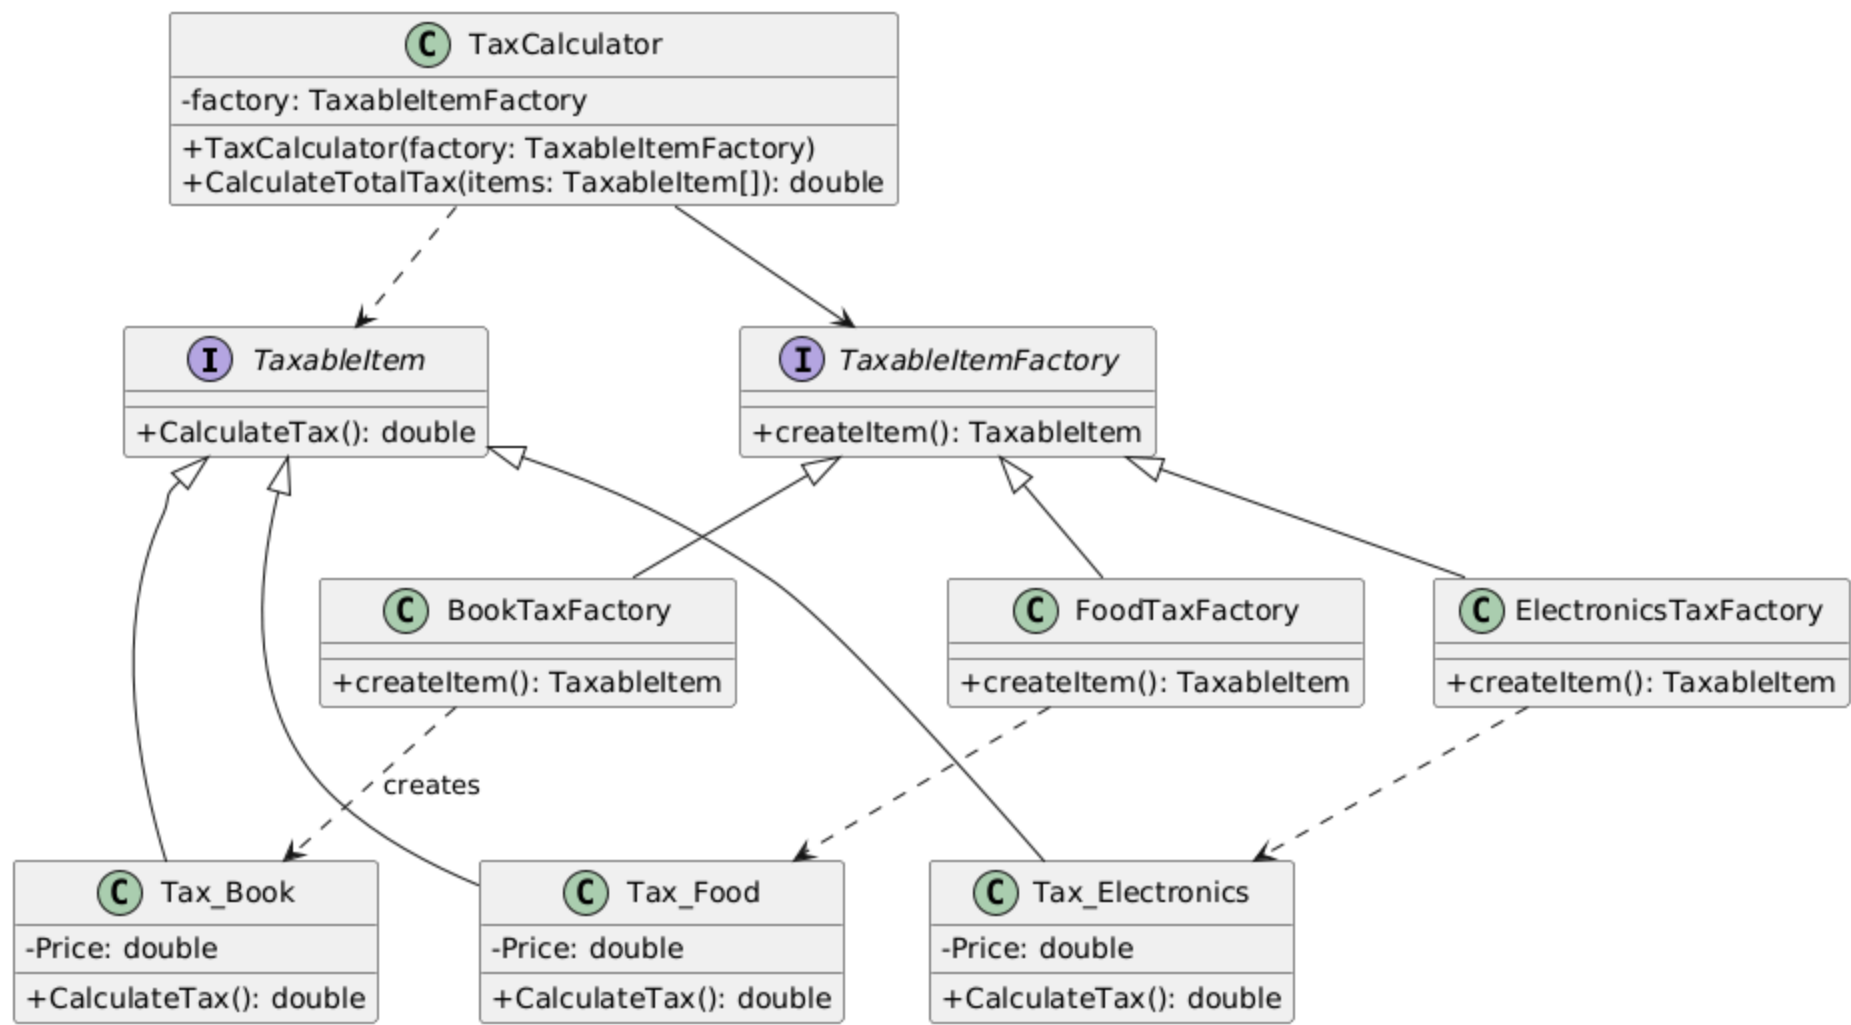 C TaxCalculator
-factory: TaxableItemFactory
+TaxCalculator(factory: TaxableItemFactory)
+CalculateTotalTax(items: TaxableItem[]): double
I TaxableItem
+CalculateTax(): double
I TaxableItemFactory
+createItem(): TaxableItem
C BookTaxFactory
+createItem(): TaxableItem
C FoodTaxFactory
+createItem(): TaxableItem
C ElectronicsTaxFactory
+createItem(): TaxableItem
creates
C Tax_Book
-Price: double
+CalculateTax(): double
C Tax_Food
-Price: double
+CalculateTax(): double
C Tax_Electronics
-Price: double
+CalculateTax(): double